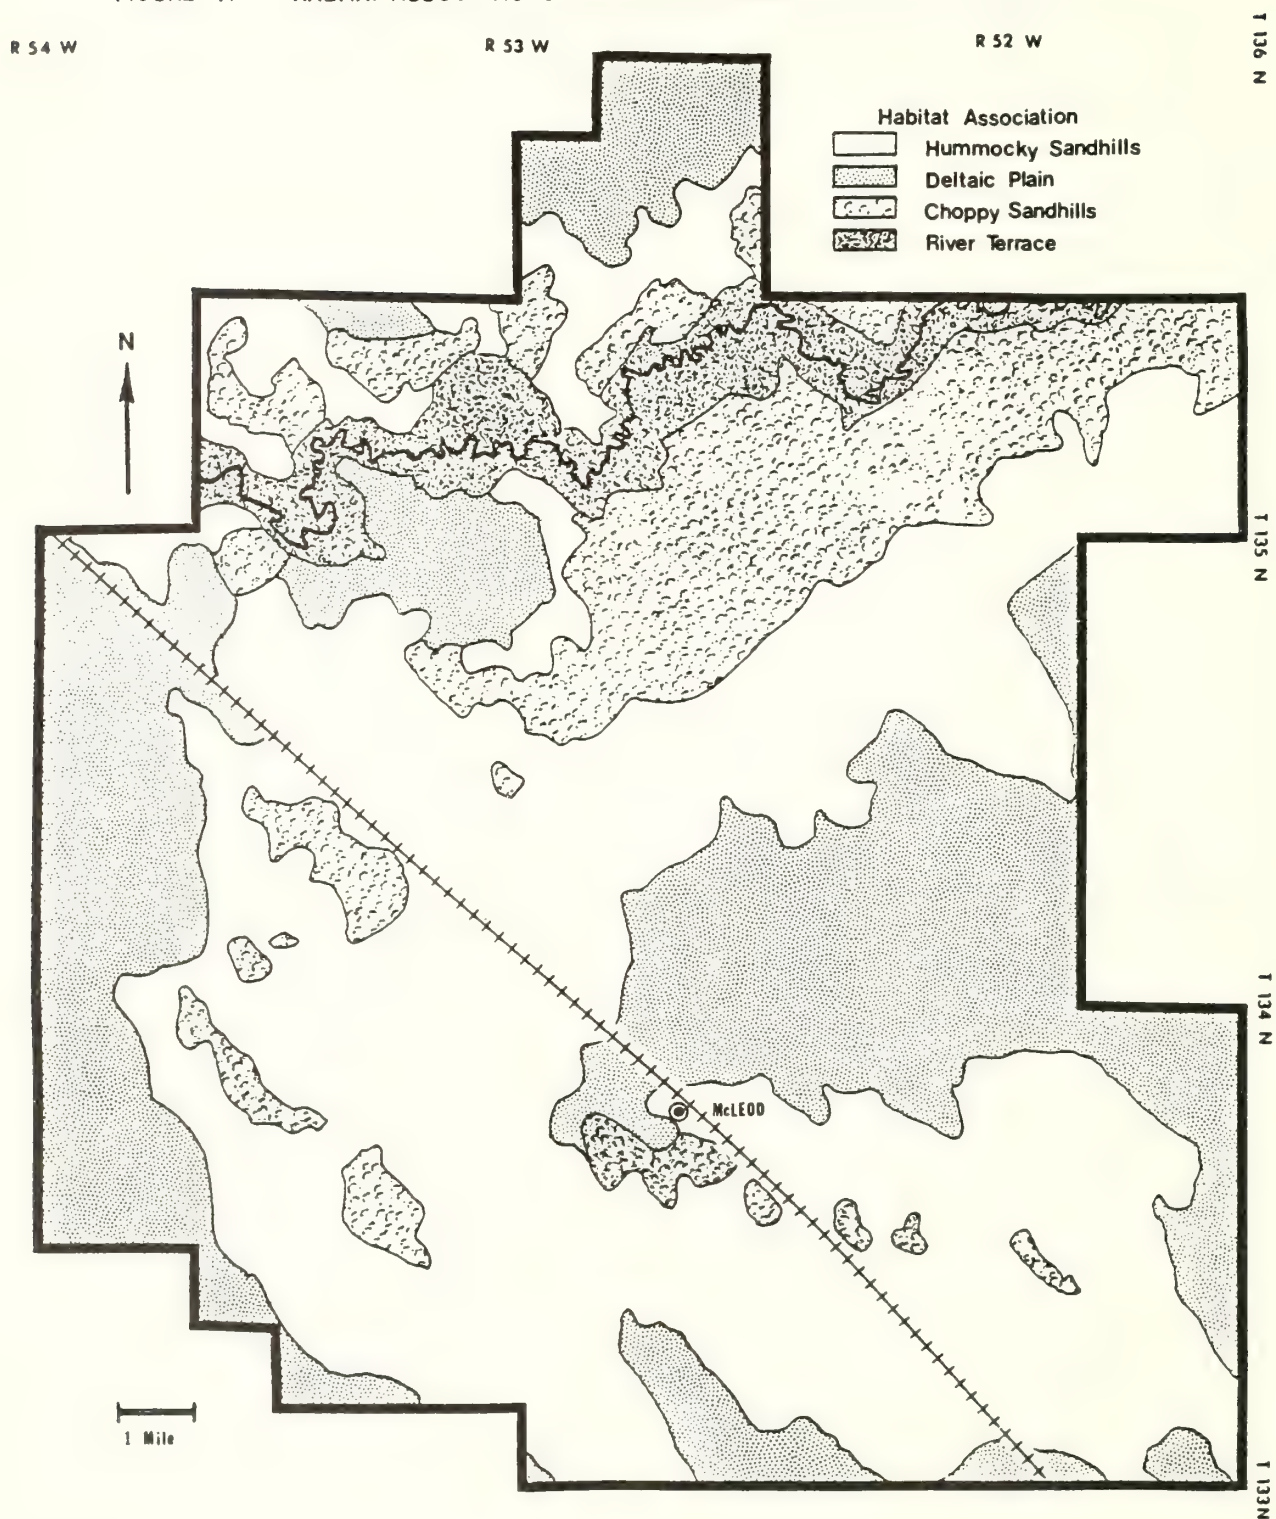 R 54 W
R 53 W
R 52 W
T 136 N
Habitat Association
Hummocky Sandhills
Deltaic Plain
Choppy Sandhills
River Terrace
N
T 135 N
T 134 N
McLEOD
1 Mile
T 133N